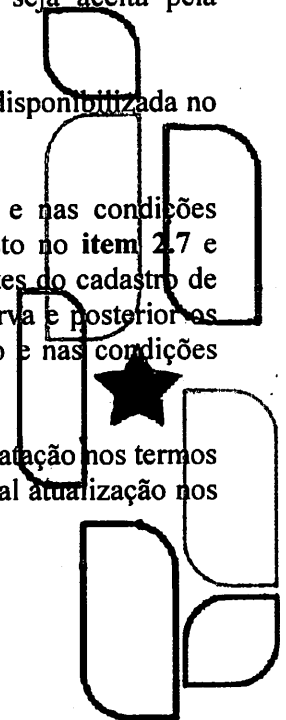 seja aceita pela
disponibilizada no
e nas condições
to no item 2.7 e
tes do cadastro de
rva e posterior os
o e nas condições
atação nos termos
al atualização nos